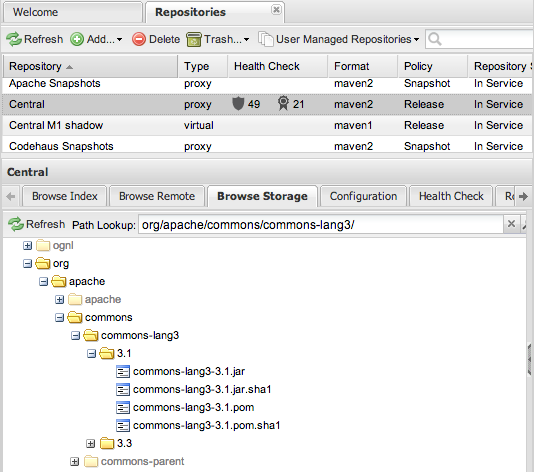 Welcome Repositories
Refresh Add... Delete Trash... User Managed Repositories
Repository Type Health Check Format Policy Repository S
Apache Snapshots proxy maven2 Snapshot In Service
Central proxy 49 21 maven2 Release In Service
Central M1 shadow virtual maven1 Release In Service
Codehaus Snapshots proxy maven2 Snapshot In Service
Central
Browse Index Browse Remote Browse Storage Configuration Health Check Ro
Refresh Path Lookup: org/apache/commons/commons-lang3/
ognl
org
apache
apache
commons
commons-lang3
3.1
commons-lang3-3.1.jar
commons-lang3-3.1.jar.sha1
commons-lang3-3.1.pom
commons-lang3-3.1.pom.sha1
3.3
commons-parent